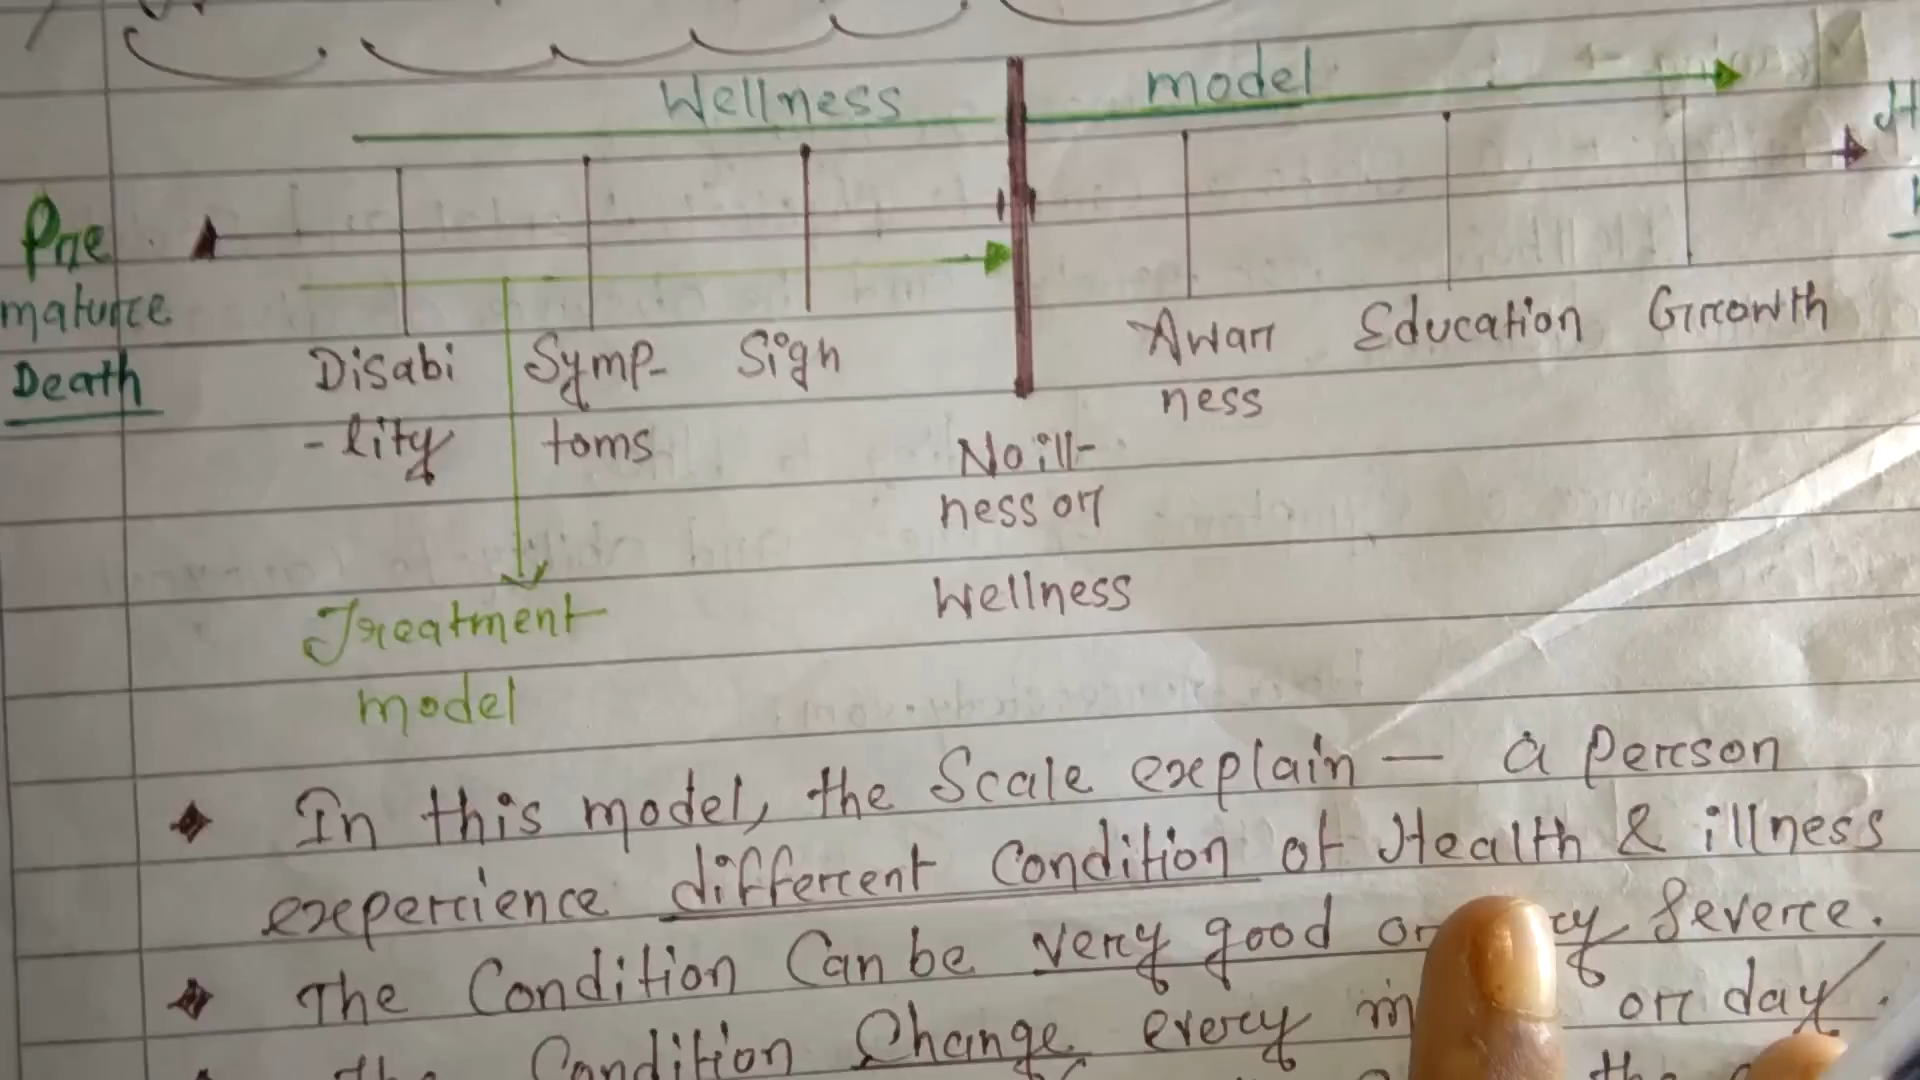 Wellness model
Pre
mature
Death
Disabi
-lity
Symp-
toms
Sign
Awar
ness
Education
Growth
No ill-
ness or
Wellness
Treatment
model
In this model, the Scale explain — a person
experience different Condition of Health & illness
The Condition Can be very good or severe.
Condition Change every or day.
the